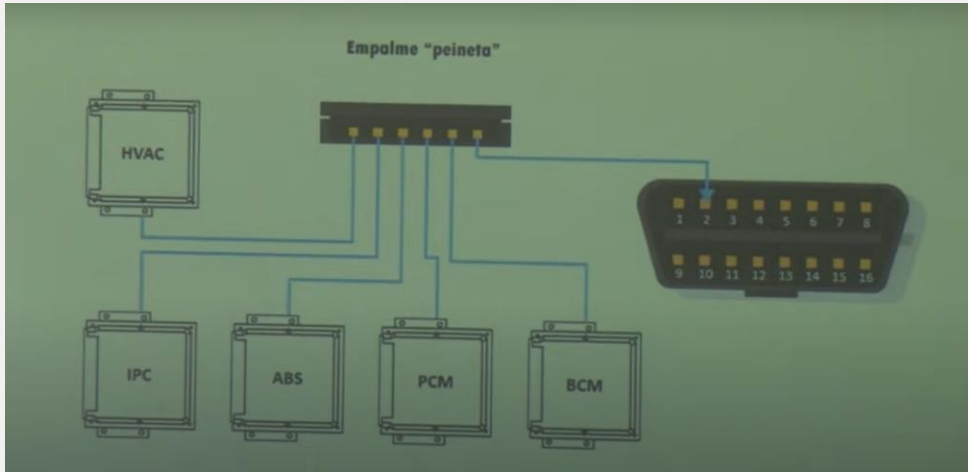 Empalme "peineta"
HVAC
1 2 3 4 5 6 7 8
9 10 11 12 13 14 15 16
IPC
ABS
PCM
BCM